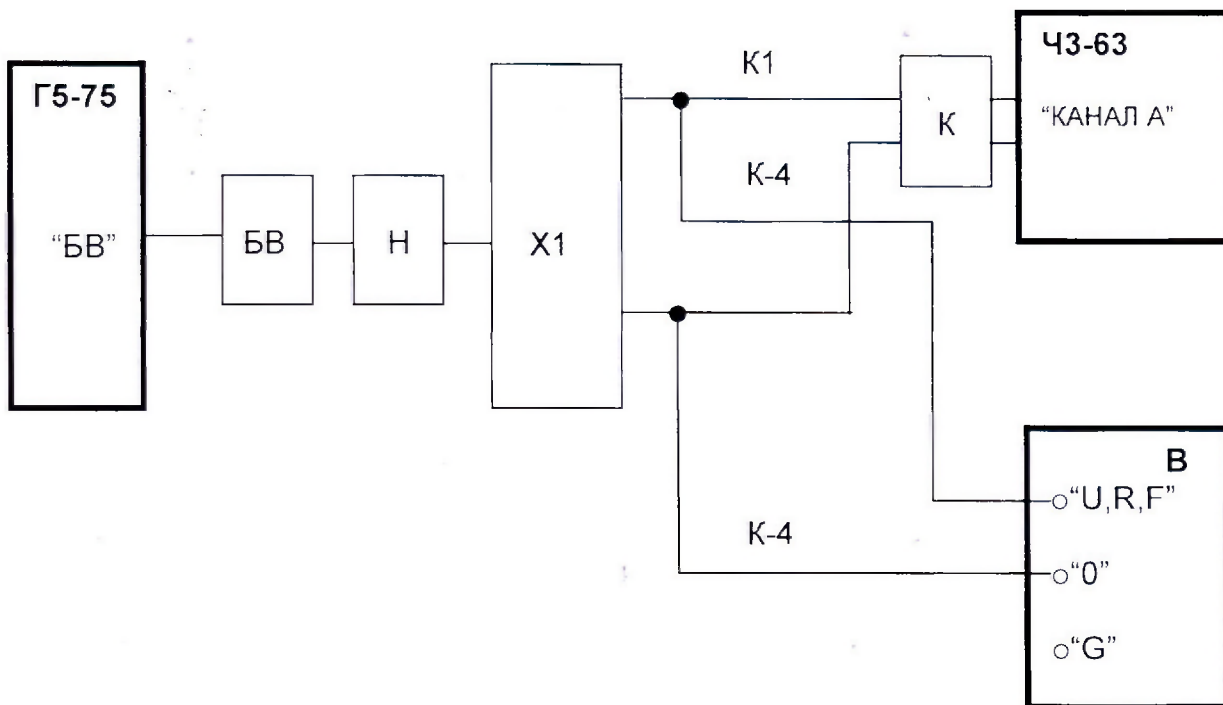 Г5-75
“БВ”
БВ
Н
Х1
К1
К-4
К
Ч3-63
“КАНАЛ А”
К-4
В
“U,R,F”
“0”
“G”